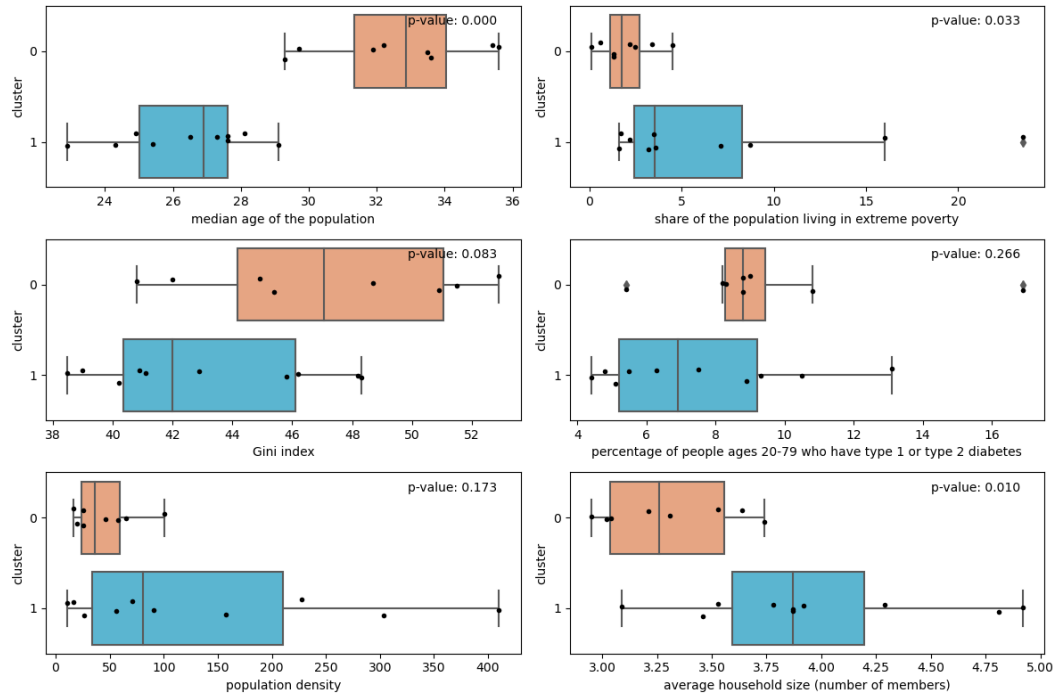 p-value: 0.000
cluster
0
1
24 26 28 30 32 34 36
median age of the population
p-value: 0.033
cluster
0
1
0 5 10 15 20
share of the population living in extreme poverty
p-value: 0.083
cluster
0
1
38 40 42 44 46 48 50 52
Gini index
p-value: 0.266
cluster
0
1
4 6 8 10 12 14 16
percentage of people ages 20-79 who have type 1 or type 2 diabetes
p-value: 0.173
cluster
0
1
0 50 100 150 200 250 300 350 400
population density
p-value: 0.010
cluster
0
1
3.00 3.25 3.50 3.75 4.00 4.25 4.50 4.75 5.00
average household size (number of members)